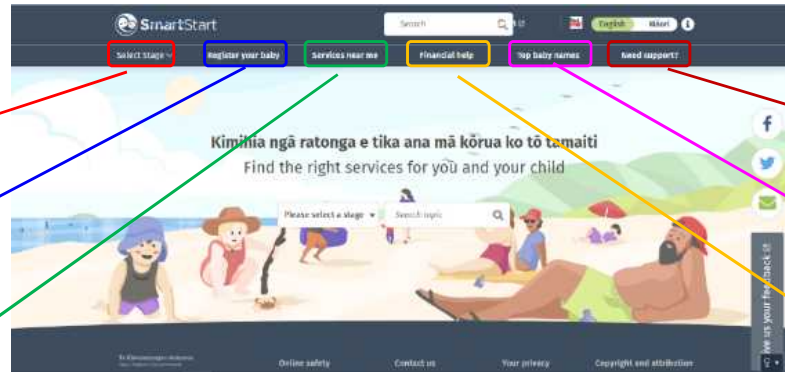 SmartStart
Search
English Māori
Select Stage
Register your baby
Services near me
Financial help
Top baby names
Need support?
Kimihia ngā ratonga e tika ana mā kōrua ko tō tamaiti
Find the right services for you and your child
Please select a stage
Search topic
ve us your feedback
Online safety
Contact us
Your privacy
Copyright and attribution